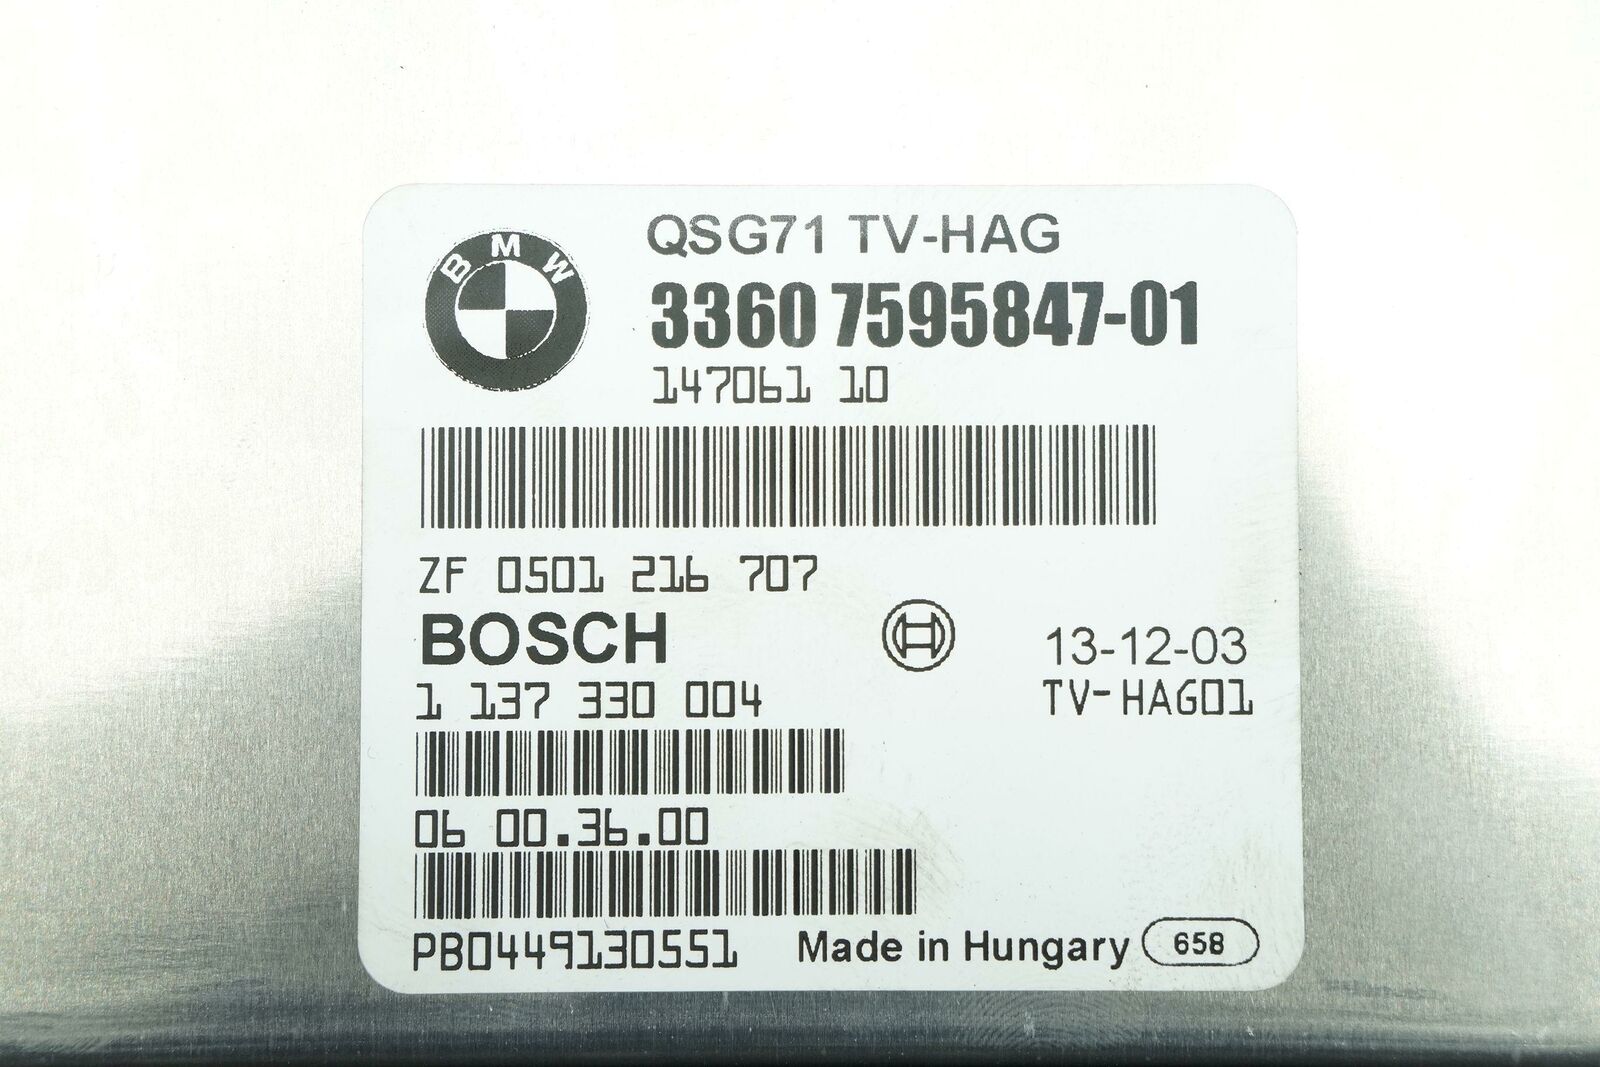 BMW
QSG71 TV-HAG
3360 7595847-01
147061 10
ZF 0501 216 707
BOSCH
13-12-03
1 137 330 004
TV-HAG01
06 00.36.00
PB0449130551
Made in Hungary 658